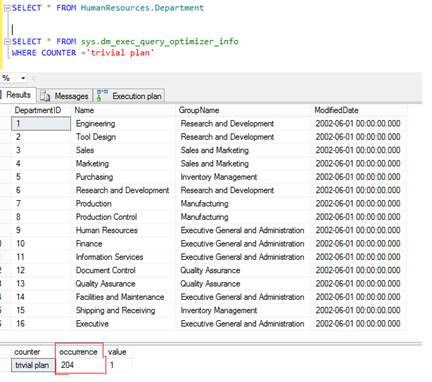 SELECT * FROM HumanResources.Department
SELECT * FROM sys.dm_exec_query_optimizer_info
WHERE COUNTER ='trivial plan'
%
Results Messages Execution plan
DepartmentID Name GroupName ModifiedDate
1 Engineering Research and Development 2002-06-01 00:00:00.000
2 Tool Design Research and Development 2002-06-01 00:00:00.000
3 Sales Sales and Marketing 2002-06-01 00:00:00.000
4 Marketing Sales and Marketing 2002-06-01 00:00:00.000
5 Purchasing Inventory Management 2002-06-01 00:00:00.000
6 Research and Development Research and Development 2002-06-01 00:00:00.000
7 Production Manufacturing 2002-06-01 00:00:00.000
8 Production Control Manufacturing 2002-06-01 00:00:00.000
9 Human Resources Executive General and Administration 2002-06-01 00:00:00.000
0 10 Finance Executive General and Administration 2002-06-01 00:00:00.000
1 11 Information Services Executive General and Administration 2002-06-01 00:00:00.000
2 12 Document Control Quality Assurance 2002-06-01 00:00:00.000
3 13 Quality Assurance Quality Assurance 2002-06-01 00:00:00.000
4 14 Facilities and Maintenance Executive General and Administration 2002-06-01 00:00:00.000
5 15 Shipping and Receiving Inventory Management 2002-06-01 00:00:00.000
6 16 Executive Executive General and Administration 2002-06-01 00:00:00.000
counter occurrence value
trivial plan 204 1